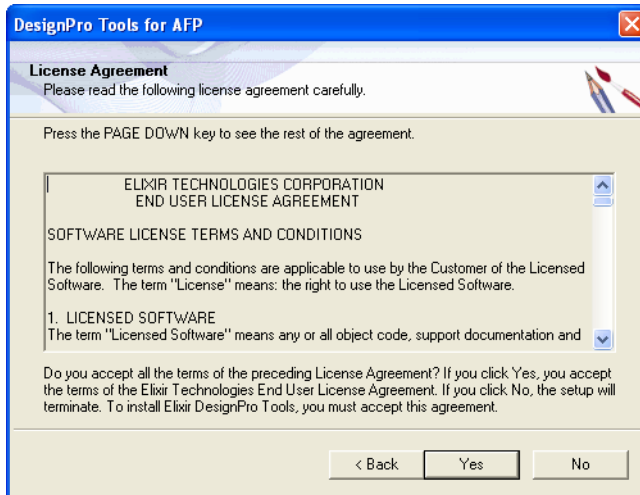 DesignPro Tools for AFP
License Agreement
Please read the following license agreement carefully.
Press the PAGE DOWN key to see the rest of the agreement.
ELIXIR TECHNOLOGIES CORPORATION
END USER LICENSE AGREEMENT
SOFTWARE LICENSE TERMS AND CONDITIONS
The following terms and conditions are applicable to use by the Customer of the Licensed
Software. The term "License" means: the right to use the Licensed Software.
1. LICENSED SOFTWARE
The term "Licensed Software" means any or all object code, support documentation and
Do you accept all the terms of the preceding License Agreement? If you click Yes, you accept
the terms of the Elixir Technologies End User License Agreement. If you click No, the setup will
terminate. To install Elixir DesignPro Tools, you must accept this agreement.
< Back Yes No